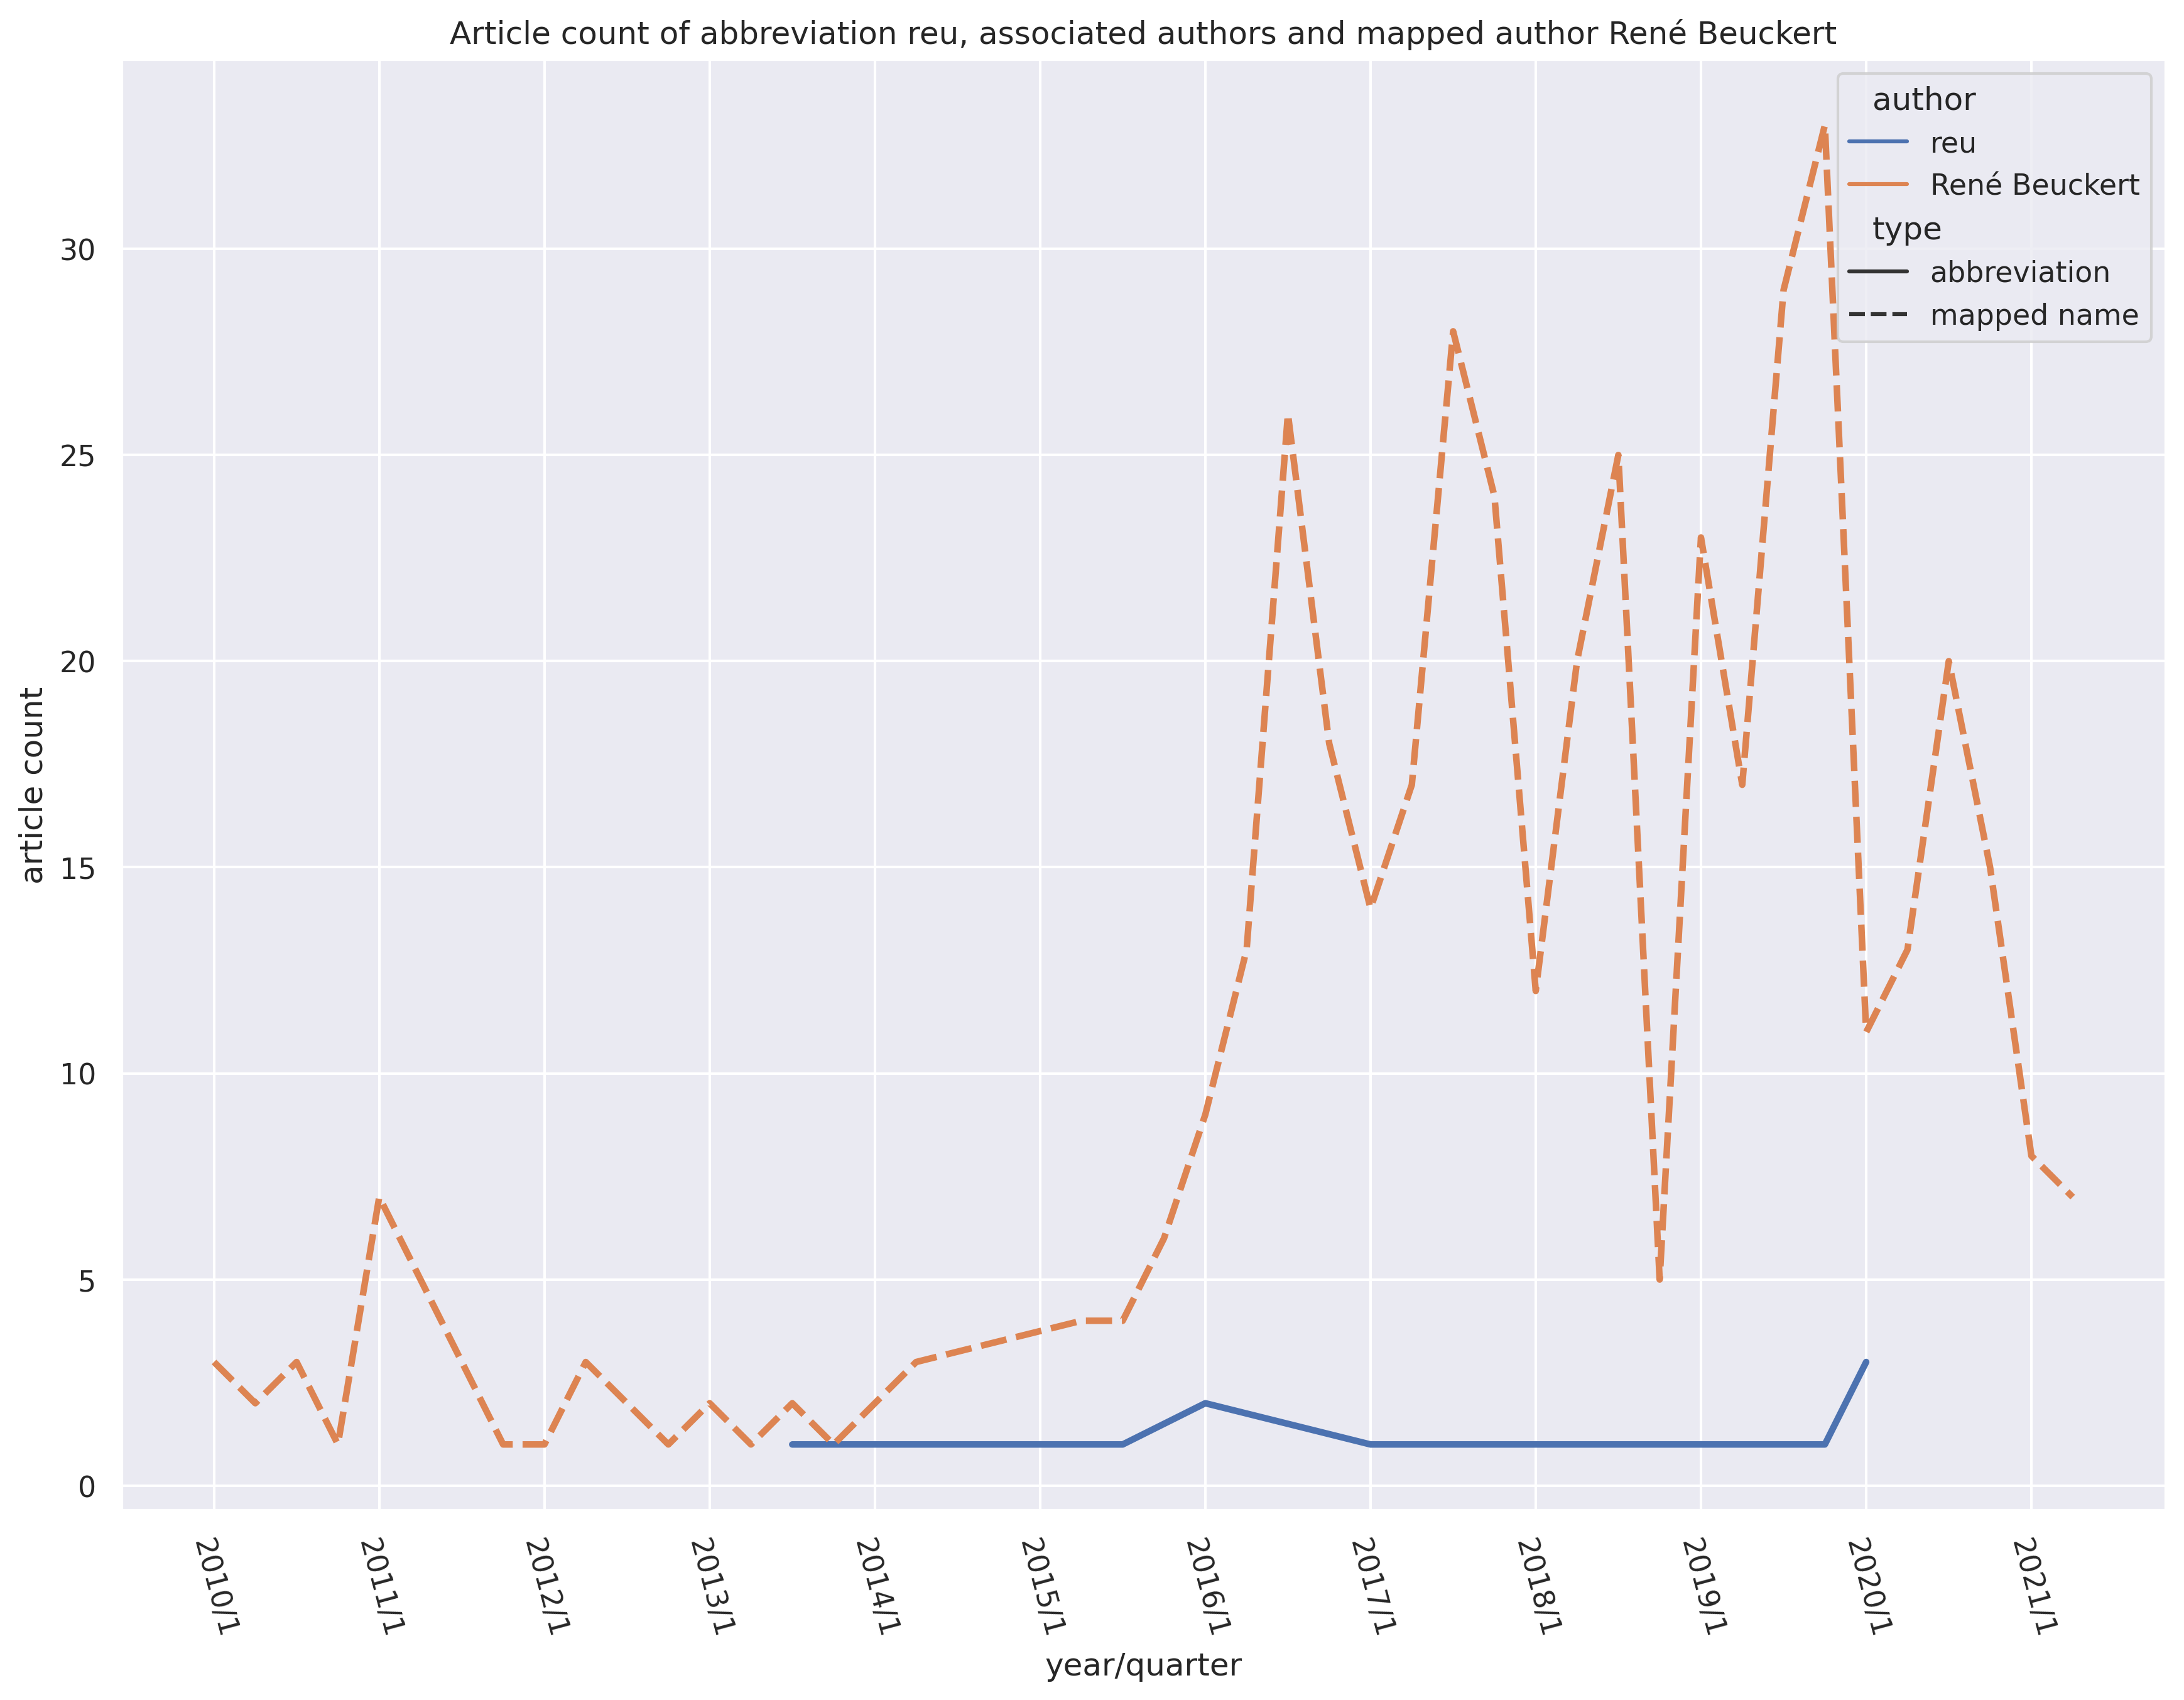 Article count of abbreviation reu, associated authors and mapped author René Beuckert
author
reu
René Beuckert
type
abbreviation
mapped name
article count
30
25
20
15
10
5
0
2010/1
2011/1
2012/1
2013/1
2014/1
2015/1
2016/1
2017/1
2018/1
2019/1
2020/1
2021/1
year/quarter